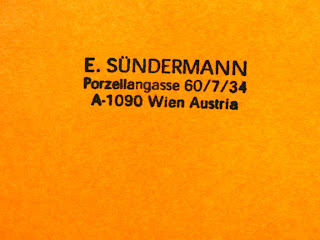 E. SÜNDERMANN
Porzellangasse 60/7/34
A-1090 Wien Austria